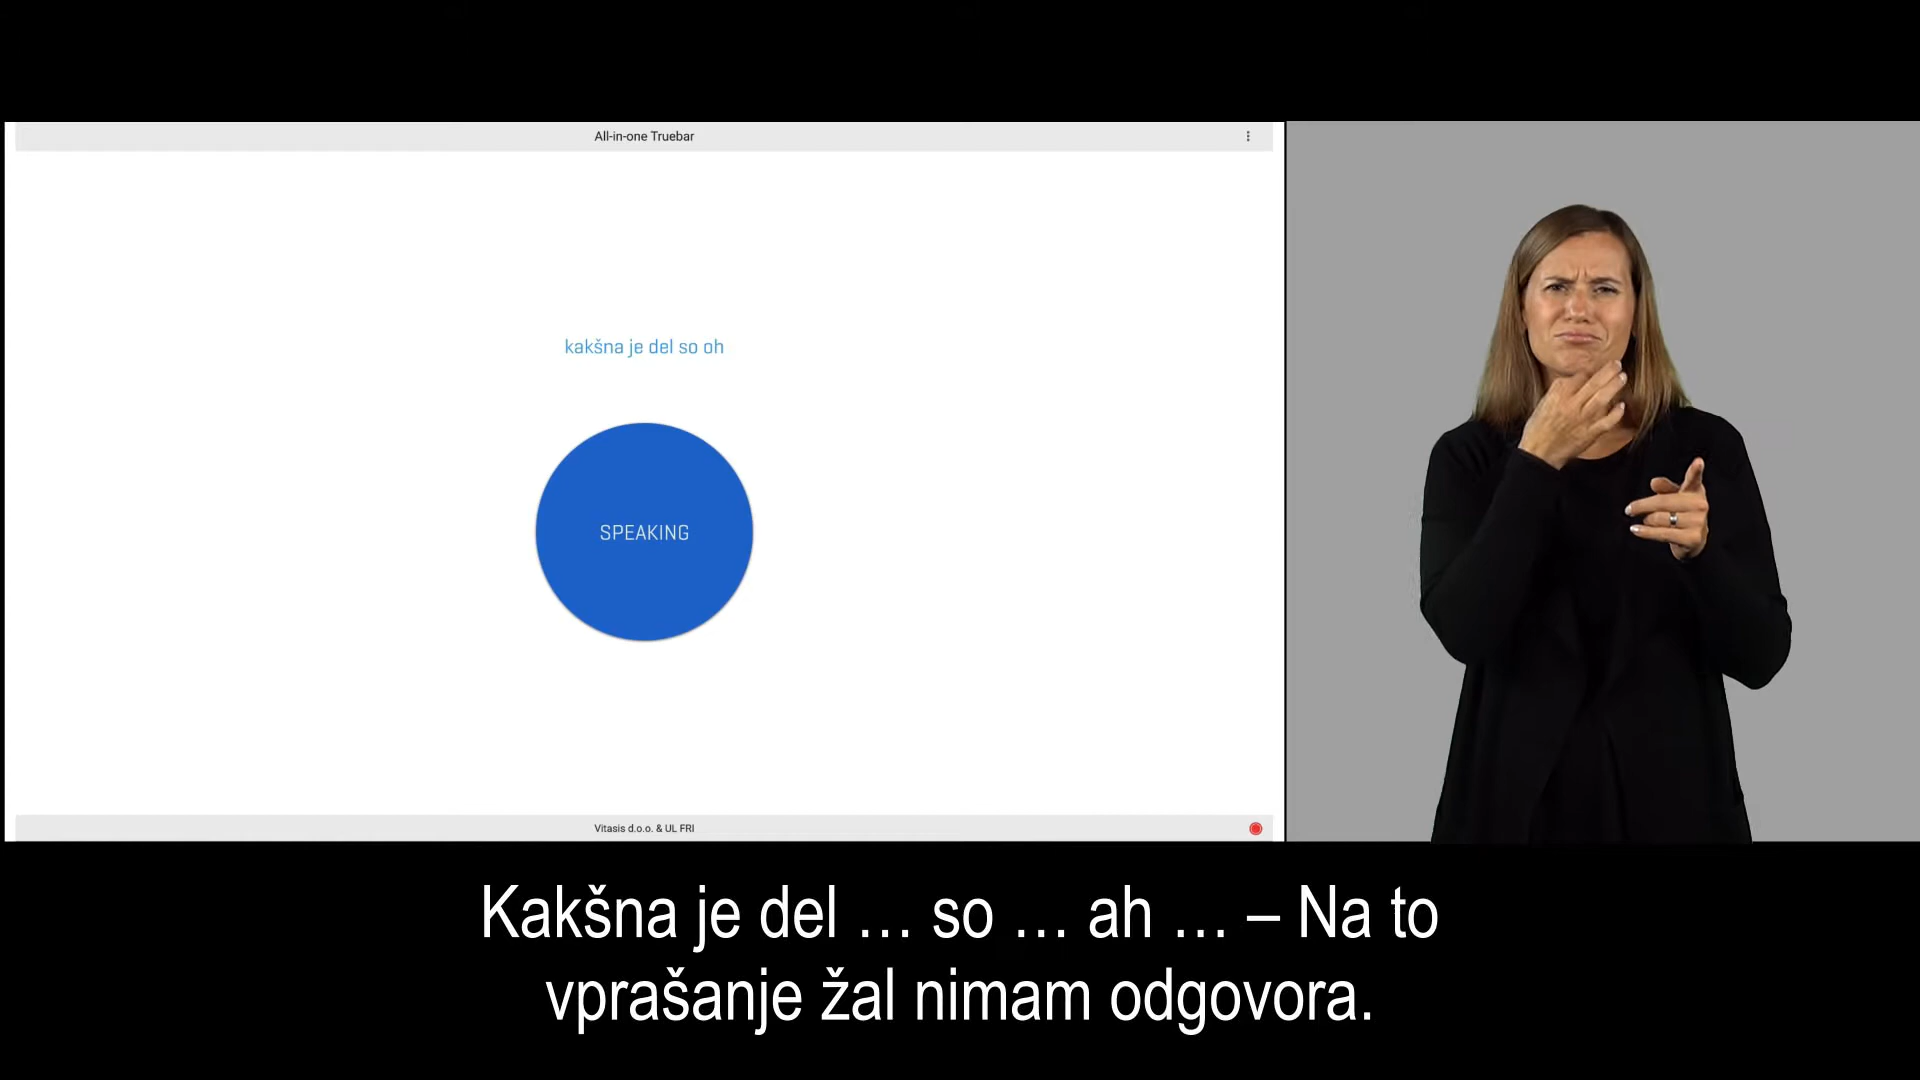 All-in-one Truebar
kakšna je del so oh
SPEAKING
Vitasis d.o.o. & UL FRI
Kakšna je del … so … ah … – Na to
vprašanje žal nimam odgovora.